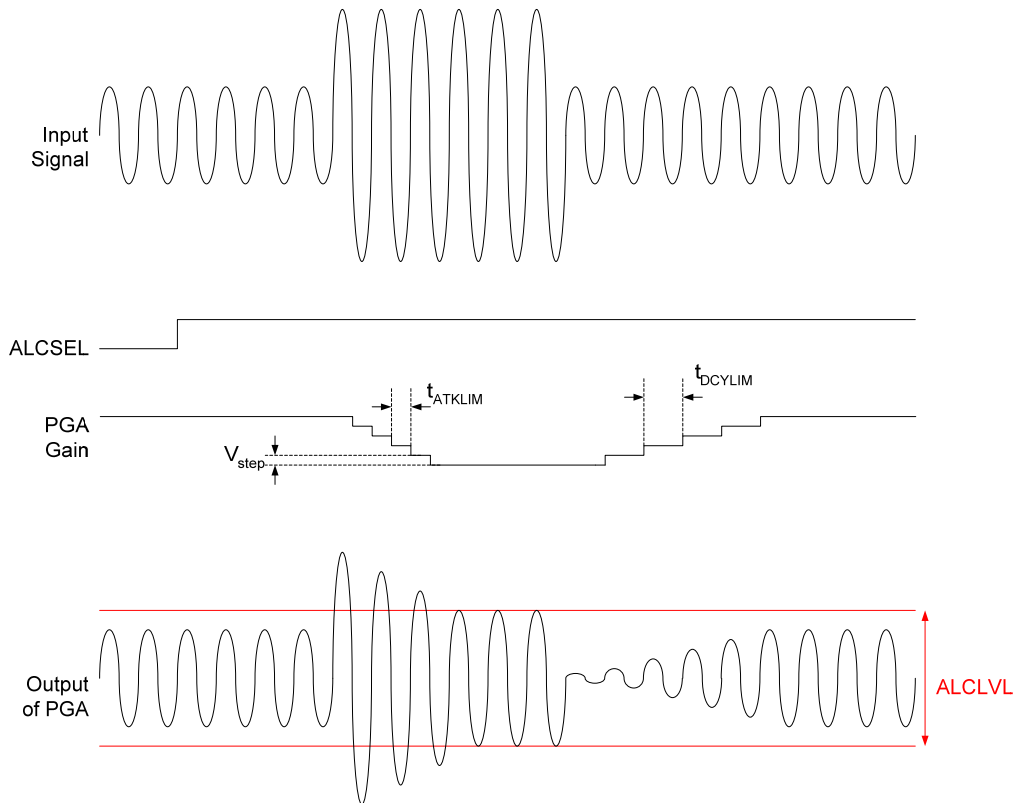 Input
Signal
ALCSEL
tATKLIM
tDCYLIM
PGA
Gain
Vstep
Output
of PGA
ALCLVL